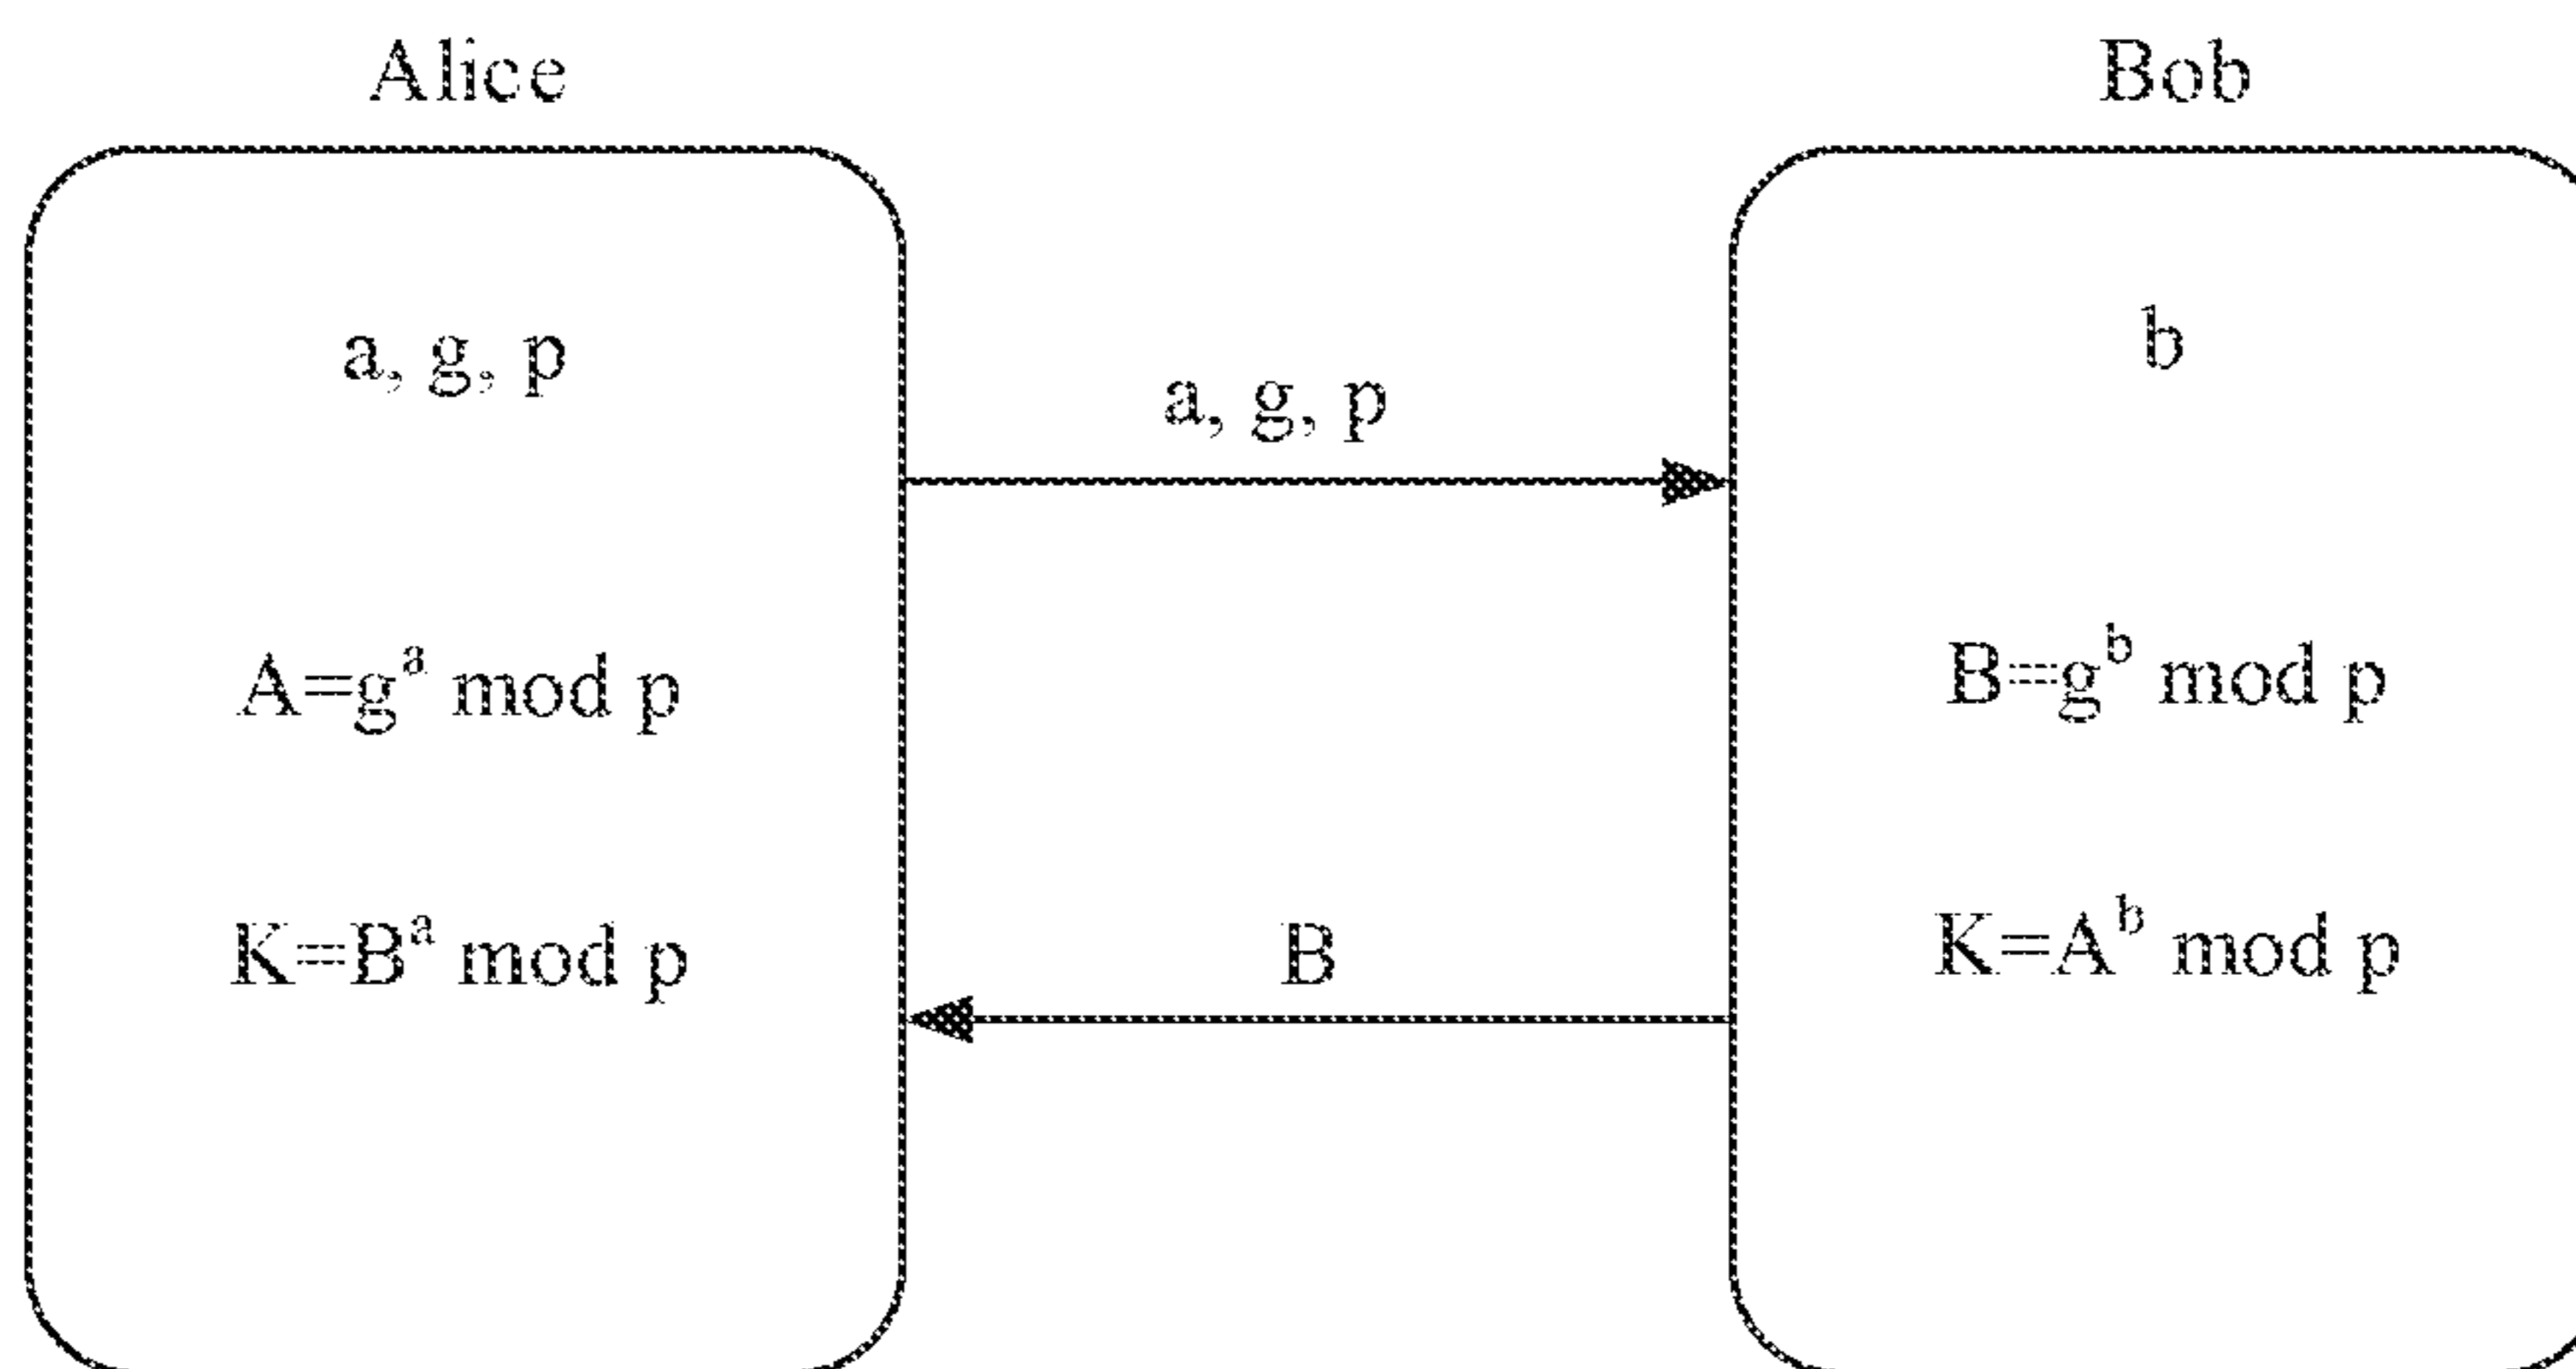 Alice
a, g, p
A=g^a mod p
K=B^a mod p
a, g, p
B
Bob
b
B=g^b mod p
K=A^b mod p